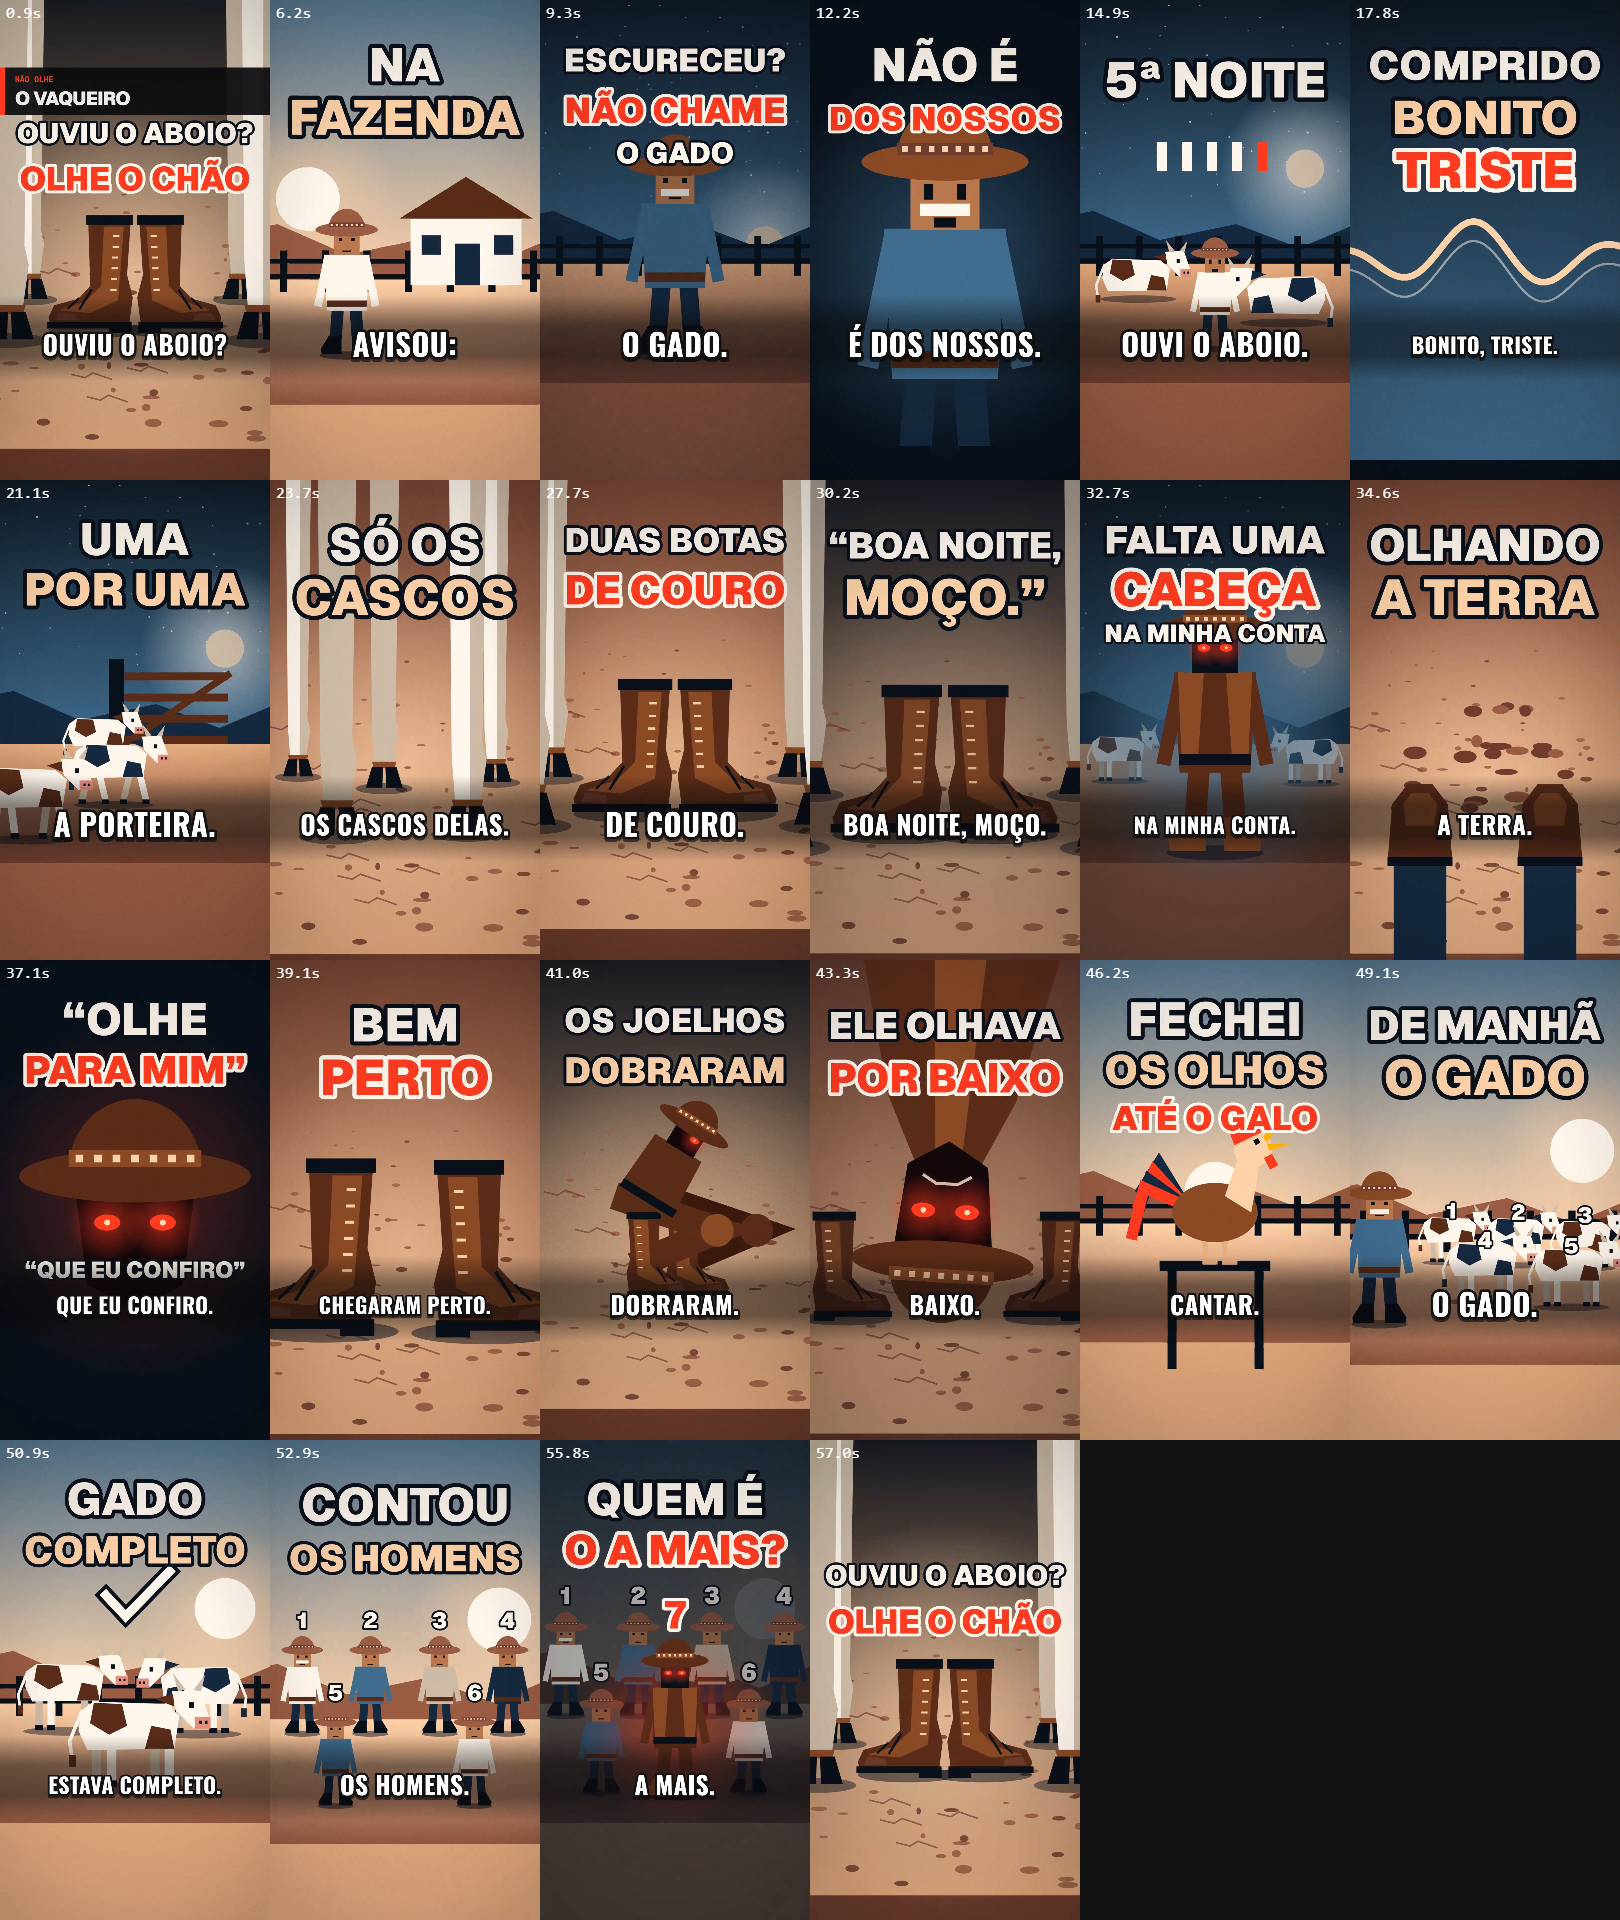 0.9s
NÃO OLHE
O VAQUEIRO
OUVIU O ABOIO?
OLHE O CHÃO
OUVIU O ABOIO?
6.2s
NA
FAZENDA
AVISOU:
9.3s
ESCURECEU?
NÃO CHAME
O GADO
O GADO.
12.2s
NÃO É
DOS NOSSOS
É DOS NOSSOS.
14.9s
5ª NOITE
OUVI O ABOIO.
17.8s
COMPRIDO
BONITO
TRISTE
BONITO, TRISTE.
21.1s
UMA
POR UMA
A PORTEIRA.
23.7s
SÓ OS
CASCOS
OS CASCOS DELAS.
27.7s
DUAS BOTAS
DE COURO
DE COURO.
30.2s
“BOA NOITE,
MOÇO.”
BOA NOITE, MOÇO.
32.7s
FALTA UMA
CABEÇA
NA MINHA CONTA
NA MINHA CONTA.
34.6s
OLHANDO
A TERRA
A TERRA.
37.1s
“OLHE
PARA MIM”
“QUE EU CONFIRO”
QUE EU CONFIRO.
39.1s
BEM
PERTO
CHEGARAM PERTO.
41.0s
OS JOELHOS
DOBRARAM
DOBRARAM.
43.3s
ELE OLHAVA
POR BAIXO
BAIXO.
46.2s
FECHEI
OS OLHOS
ATÉ O GALO
CANTAR.
49.1s
DE MANHÃ
O GADO
1 2 3
4 5
O GADO.
50.9s
GADO
COMPLETO
ESTAVA COMPLETO.
52.9s
CONTOU
OS HOMENS
1 2 3 4
5 6
OS HOMENS.
55.8s
QUEM É
O A MAIS?
1 2 3 4
7
5 6
A MAIS.
57.0s
OUVIU O ABOIO?
OLHE O CHÃO